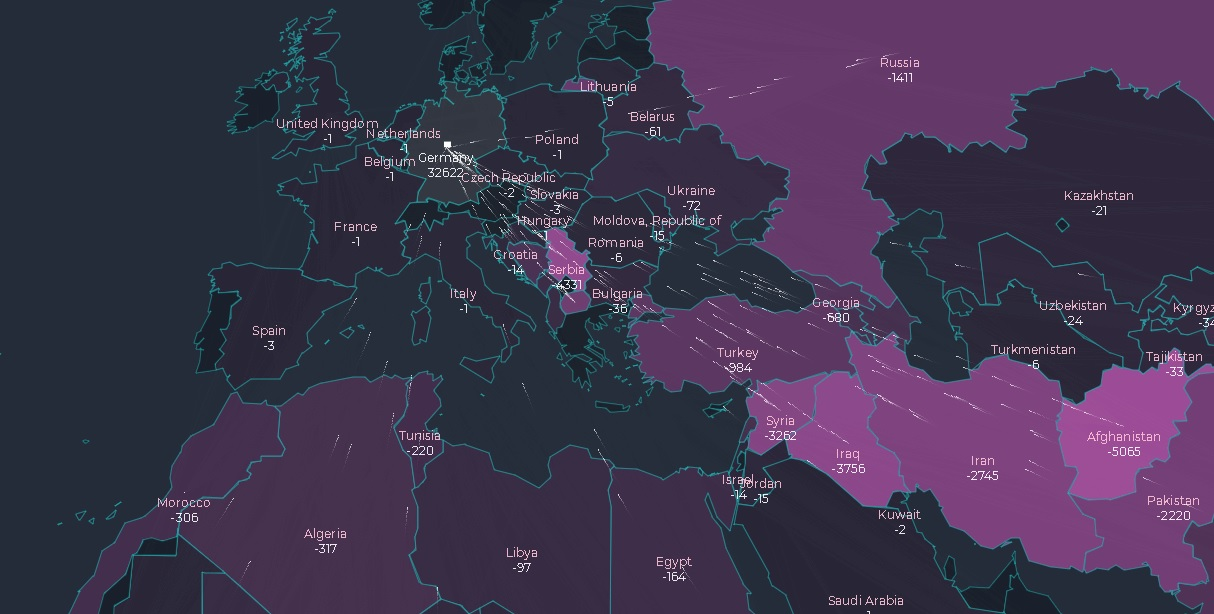 Russia
-1411
Lithuania
-5
Belarus
-61
United Kingdom
-1
Netherlands
-1
Poland
-1
Belgium
-1
Germany
32622
Czech Republic
-2
Slovakia
-3
Ukraine
-72
Kazakhstan
-21
France
-1
Hungary
1
Moldova, Republic of
-15
Romania
-6
Croatia
-14
Serbia
-4331
Italy
-1
Bulgaria
-36
Georgia
-680
Uzbekistan
-24
Kyrgyz
-34
Spain
-3
Turkey
-984
Turkmenistan
-6
Tajikistan
-33
Tunisia
-220
Syria
-3262
Iraq
-3756
Iran
-2745
Afghanistan
-5065
Israel
-14
Jordan
-15
Morocco
-306
Kuwait
-2
Pakistan
-2220
Algeria
-317
Libya
-97
Egypt
-164
Saudi Arabia